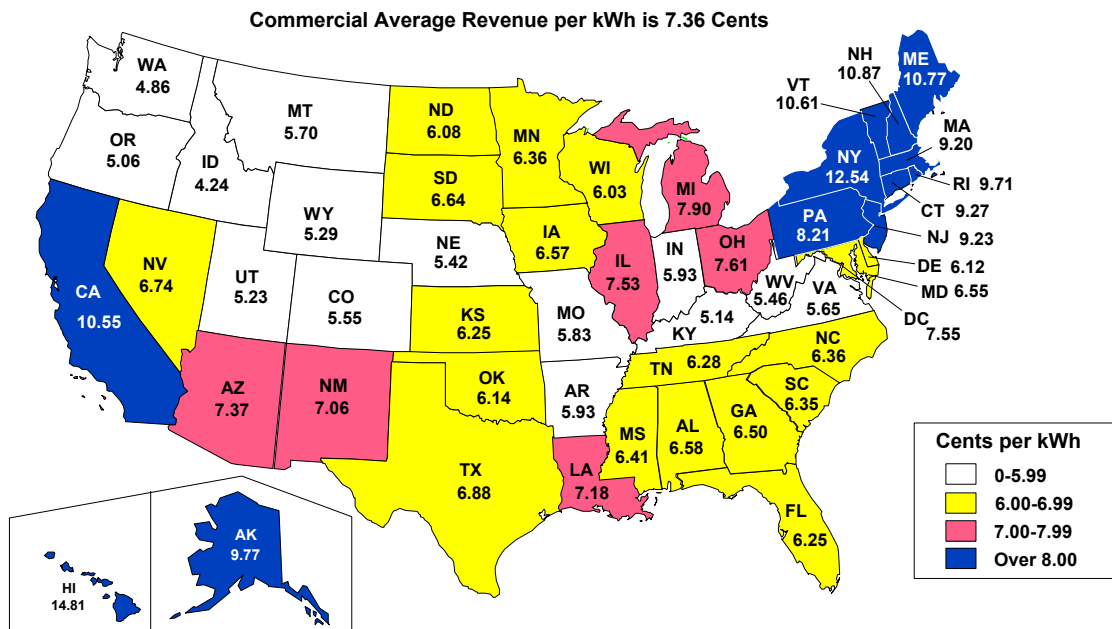 Commercial Average Revenue per kWh is 7.36 Cents
WA
4.86
MT
5.70
ND
6.08
MN
6.36
VT
10.61
NH
10.87
ME
10.77
OR
5.06
ID
4.24
SD
6.64
WI
6.03
MI
7.90
NY
12.54
MA
9.20
RI 9.71
CT 9.27
NJ 9.23
WY
5.29
NE
5.42
IA
6.57
IL
7.53
IN
5.93
OH
7.61
PA
8.21
DE 6.12
MD 6.55
DC
7.55
CA
10.55
NV
6.74
UT
5.23
CO
5.55
KS
6.25
MO
5.83
KY
5.14
WV
5.46
VA
5.65
AZ
7.37
NM
7.06
OK
6.14
AR
5.93
TN 6.28
NC
6.36
SC
6.35
TX
6.88
LA
7.18
MS
6.41
AL
6.58
GA
6.50
FL
6.25
HI
14.81
AK
9.77
Cents per kWh
0-5.99
6.00-6.99
7.00-7.99
Over 8.00